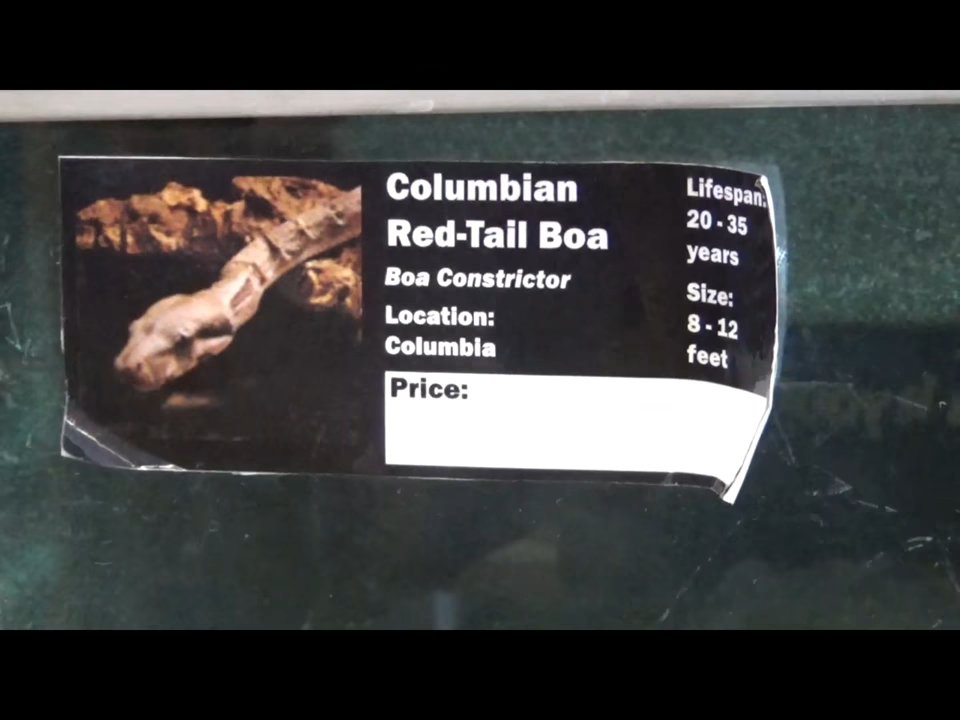 Columbian
Red-Tail Boa
Boa Constrictor
Location:
Columbia
Price:
Lifespan:
20 - 35
years
Size:
8 - 12
feet